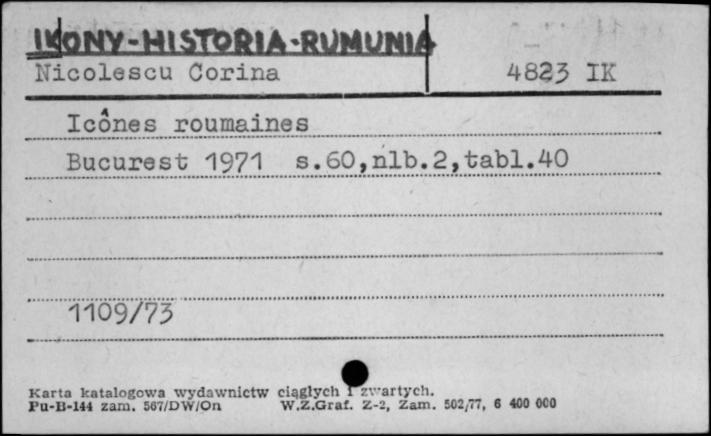 IKONY-HISTORIA-RUMUNIA
Nicolescu Corina 4823 IK
Icônes roumaines
Bucurest 1971 s.60,nlb.2,tabl.40
1109/73
Karta katalogowa wydawnictw ciągłych i zwartych.
Pu-B-144 zam. 567/DW/On W.Z.Graf. Z-2, Zam. 502/77, 6 400 000